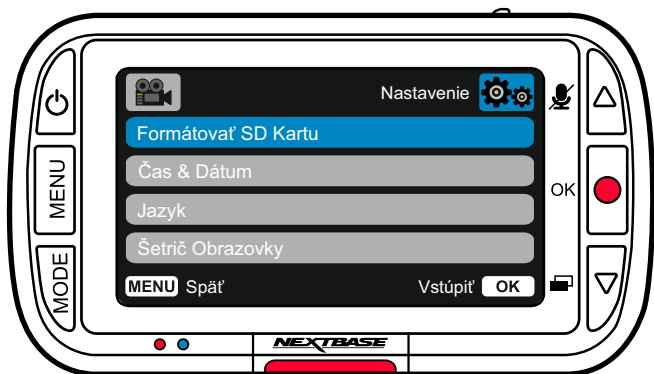 Nastavenie
Formátovať SD Kartu
Čas & Dátum
Jazyk
Šetrič Obrazovky
MENU Späť
Vstúpiť OK
MENU
MODE
OK
NEXTBASE